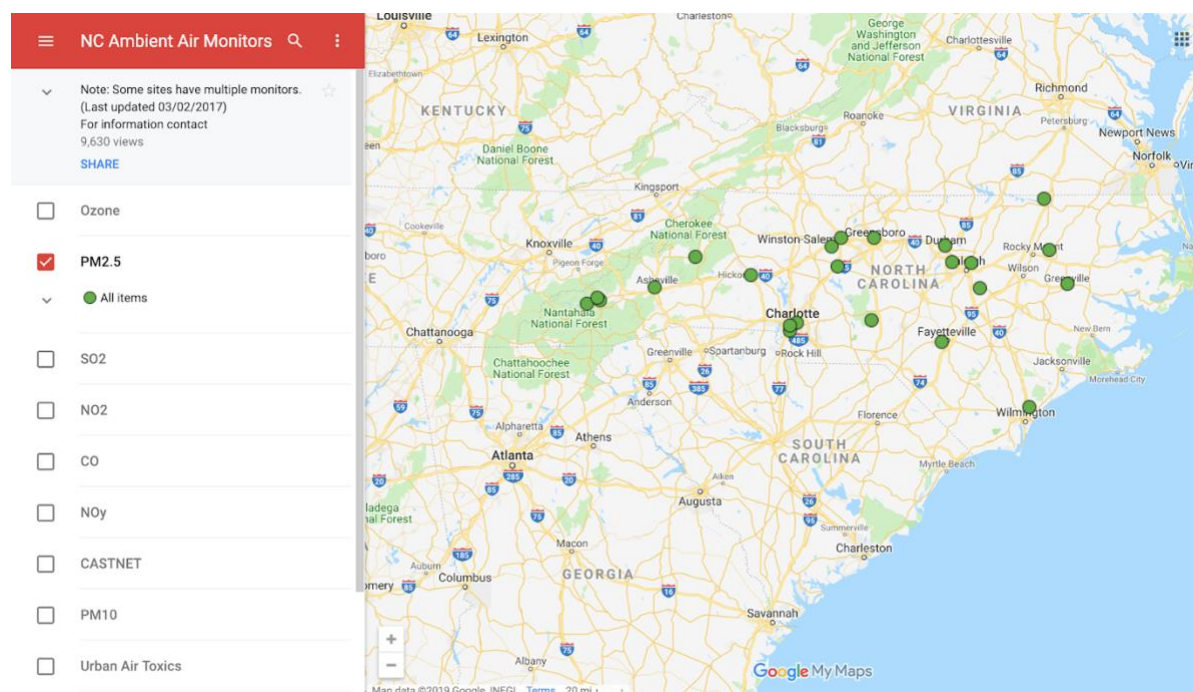 NC Ambient Air Monitors
Note: Some sites have multiple monitors.
(Last updated 03/02/2017)
For information contact
9,630 views
SHARE
Ozone
PM2.5
All items
SO2
NO2
CO
NOy
CASTNET
PM10
Urban Air Toxics
Louisville
Lexington
Charleston
George
Washington
and Jefferson
National Forest
Charlottesville
Elizabethtown
KENTUCKY
Richmond
VIRGINIA
Roanoke
Blacksburg
Petersburg
Newport News
Norfolk
Daniel Boone
National Forest
Kingsport
Cookeville
Cherokee
National Forest
Knoxville
Pigeon Forge
Winston-Salem
Greensboro
Durham
Rocky Mount
Raleigh
Wilson
Greenville
NORTH
CAROLINA
Asheville
Hickory
Nantahala
National Forest
Charlotte
Chattanooga
Fayetteville
New Bern
Greenville
Spartanburg
Rock Hill
Jacksonville
Morehead City
Chattahoochee
National Forest
Anderson
Florence
Wilmington
Alpharetta
Athens
Atlanta
SOUTH
CAROLINA
Myrtle Beach
Aiken
Augusta
Summerville
Charleston
Macon
Auburn
Columbus
GEORGIA
Savannah
Albany
Google My Maps
Map data ©2019 Google, INEGI Terms 20 mi